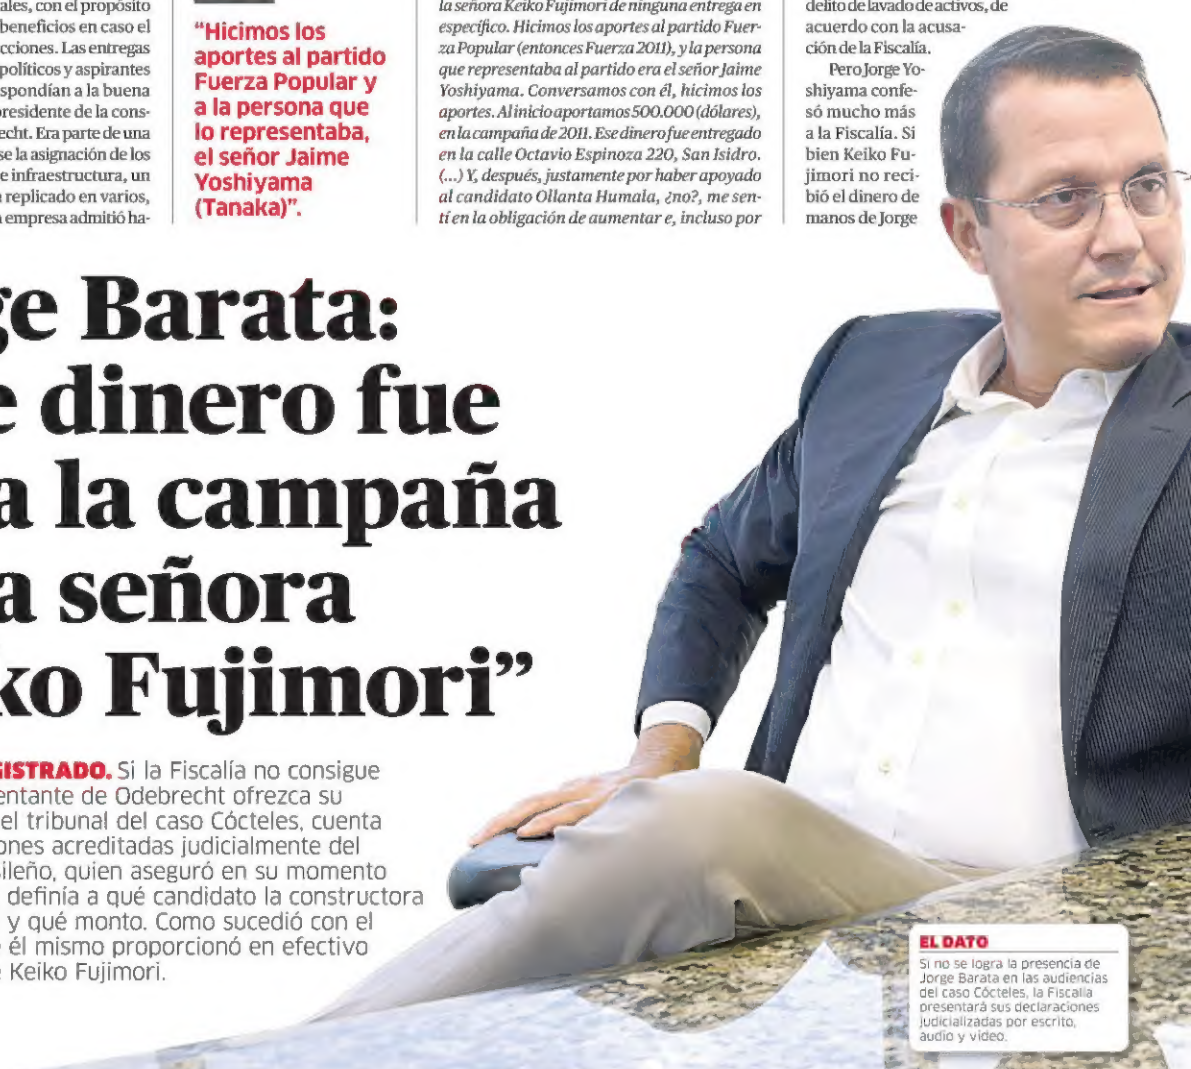 ales, con el propósito
beneficios en caso el
cciones. Las entregas
políticos y aspirantes
spondían a la buena
residente de la cons-
echt. Era parte de una
se la asignación de los
e infraestructura, un
replicado en varios,
empresa admitió ha-
“Hicimos los
aportes al partido
Fuerza Popular y
a la persona que
lo representaba,
el señor Jaime
Yoshiyama
(Tanaka)”.
la señora Keiko Fujimori de ninguna entrega en
específico. Hicimos los aportes al partido Fuer-
za Popular (entonces Fuerza 2011), y la persona
que representaba al partido era el señor Jaime
Yoshiyama. Conversamos con él, hicimos los
aportes. Al inicio aportamos 500.000 (dólares),
en la campaña de 2011. Ese dinero fue entregado
en la calle Octavio Espinoza 220, San Isidro.
(...) Y, después, justamente por haber apoyado
al candidato Ollanta Humala, ¿no?, me sen-
tí en la obligación de aumentar e, incluso por
delito de lavado de activos, de
acuerdo con la acusa-
ción de la Fiscalía.
Pero Jorge Yo-
shiyama confe-
só mucho más
a la Fiscalía. Si
bien Keiko Fu-
jimori no reci-
bió el dinero de
manos de Jorge
ge Barata:
e dinero fue
a la campaña
a señora
ko Fujimori”
GISTRADO. Si la Fiscalía no consigue
entante de Odebrecht ofrezca su
el tribunal del caso Cócteles, cuenta
iones acreditadas judicialmente del
sileño, quien aseguró en su momento
definía a qué candidato la constructora
y qué monto. Como sucedió con el
él mismo proporcionó en efectivo
e Keiko Fujimori.
EL DATO
Si no se logra la presencia de
Jorge Barata en las audiencias
del caso Cócteles, la Fiscalía
presentará sus declaraciones
judicializadas por escrito,
audio y video.